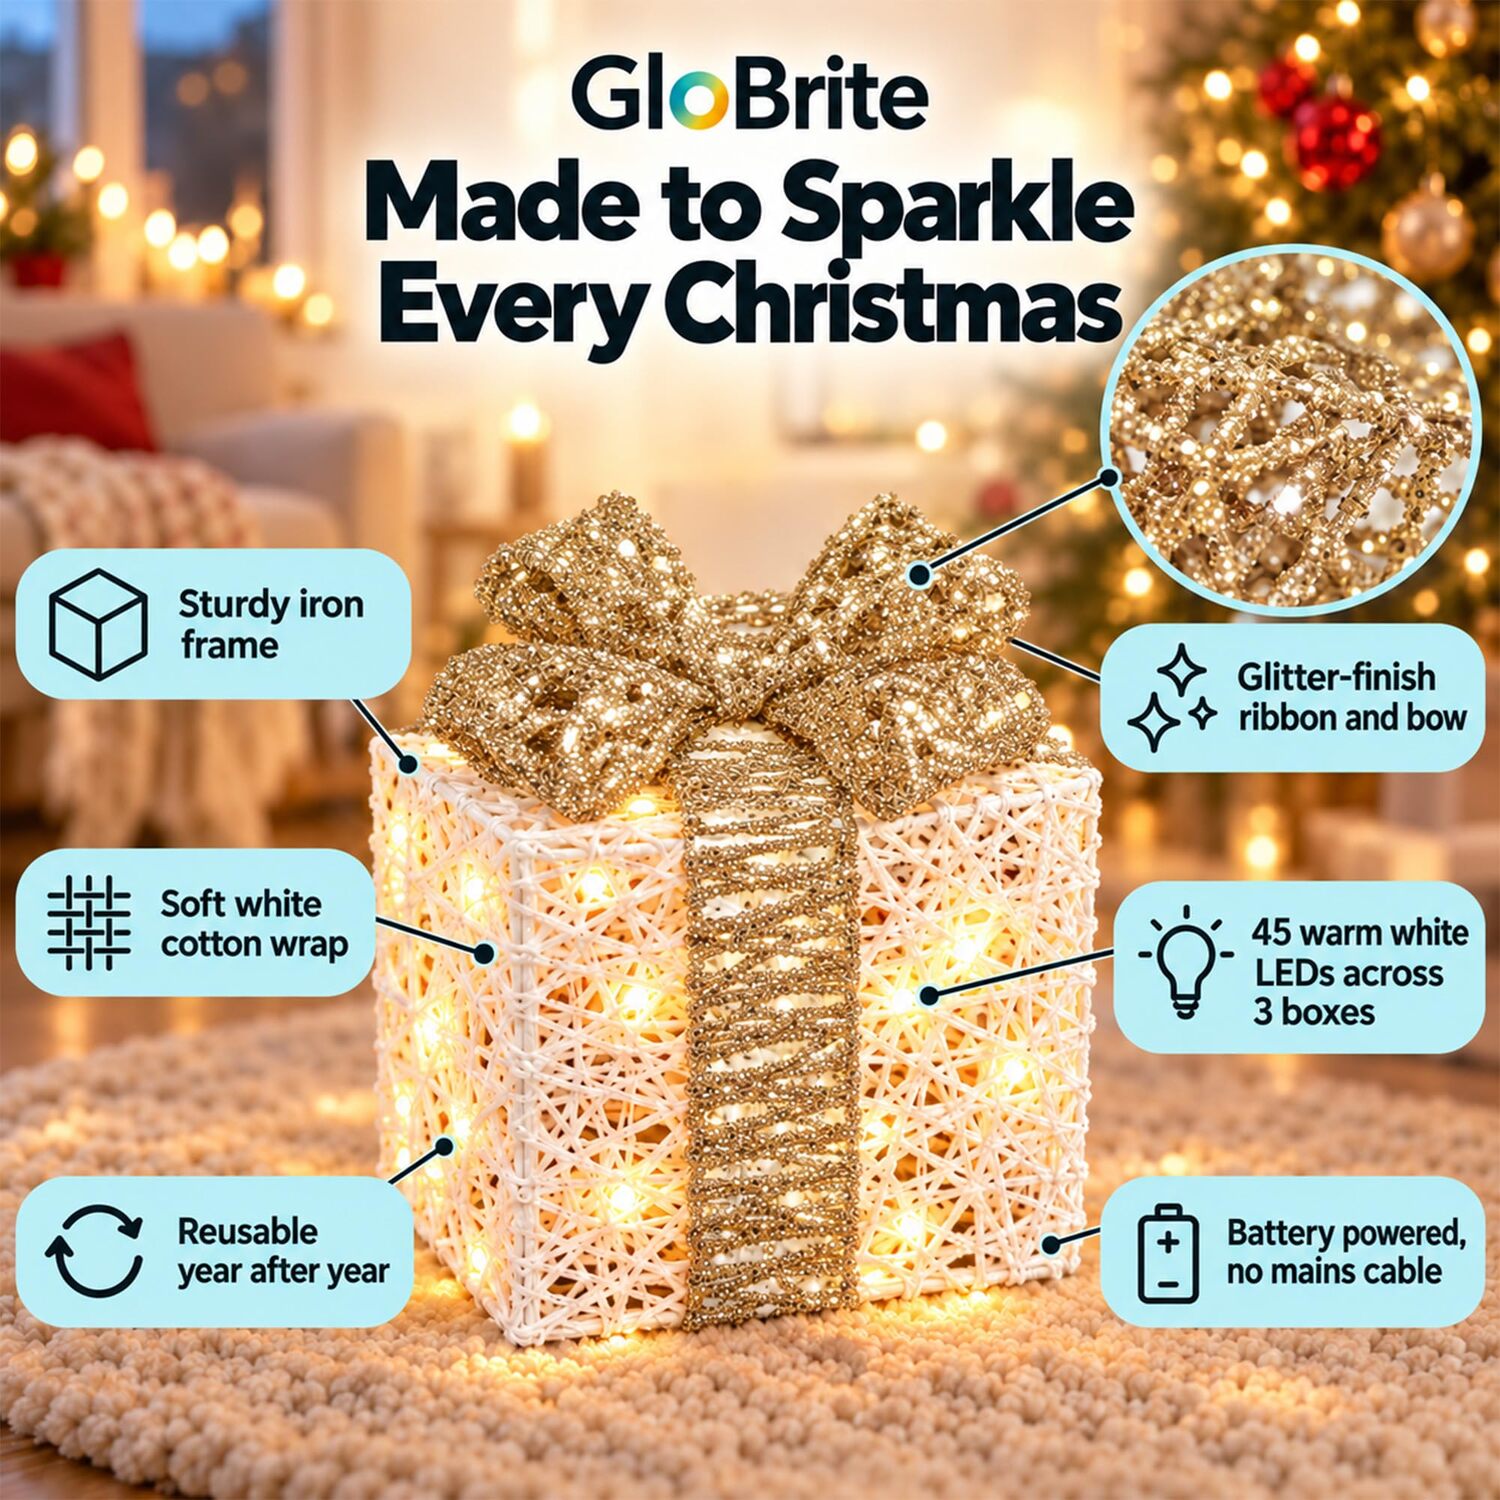 GloBrite
Made to Sparkle
Every Christmas
Sturdy iron
frame
Glitter-finish
ribbon and bow
Soft white
cotton wrap
45 warm white
LEDs across
3 boxes
Reusable
year after year
Battery powered,
no mains cable